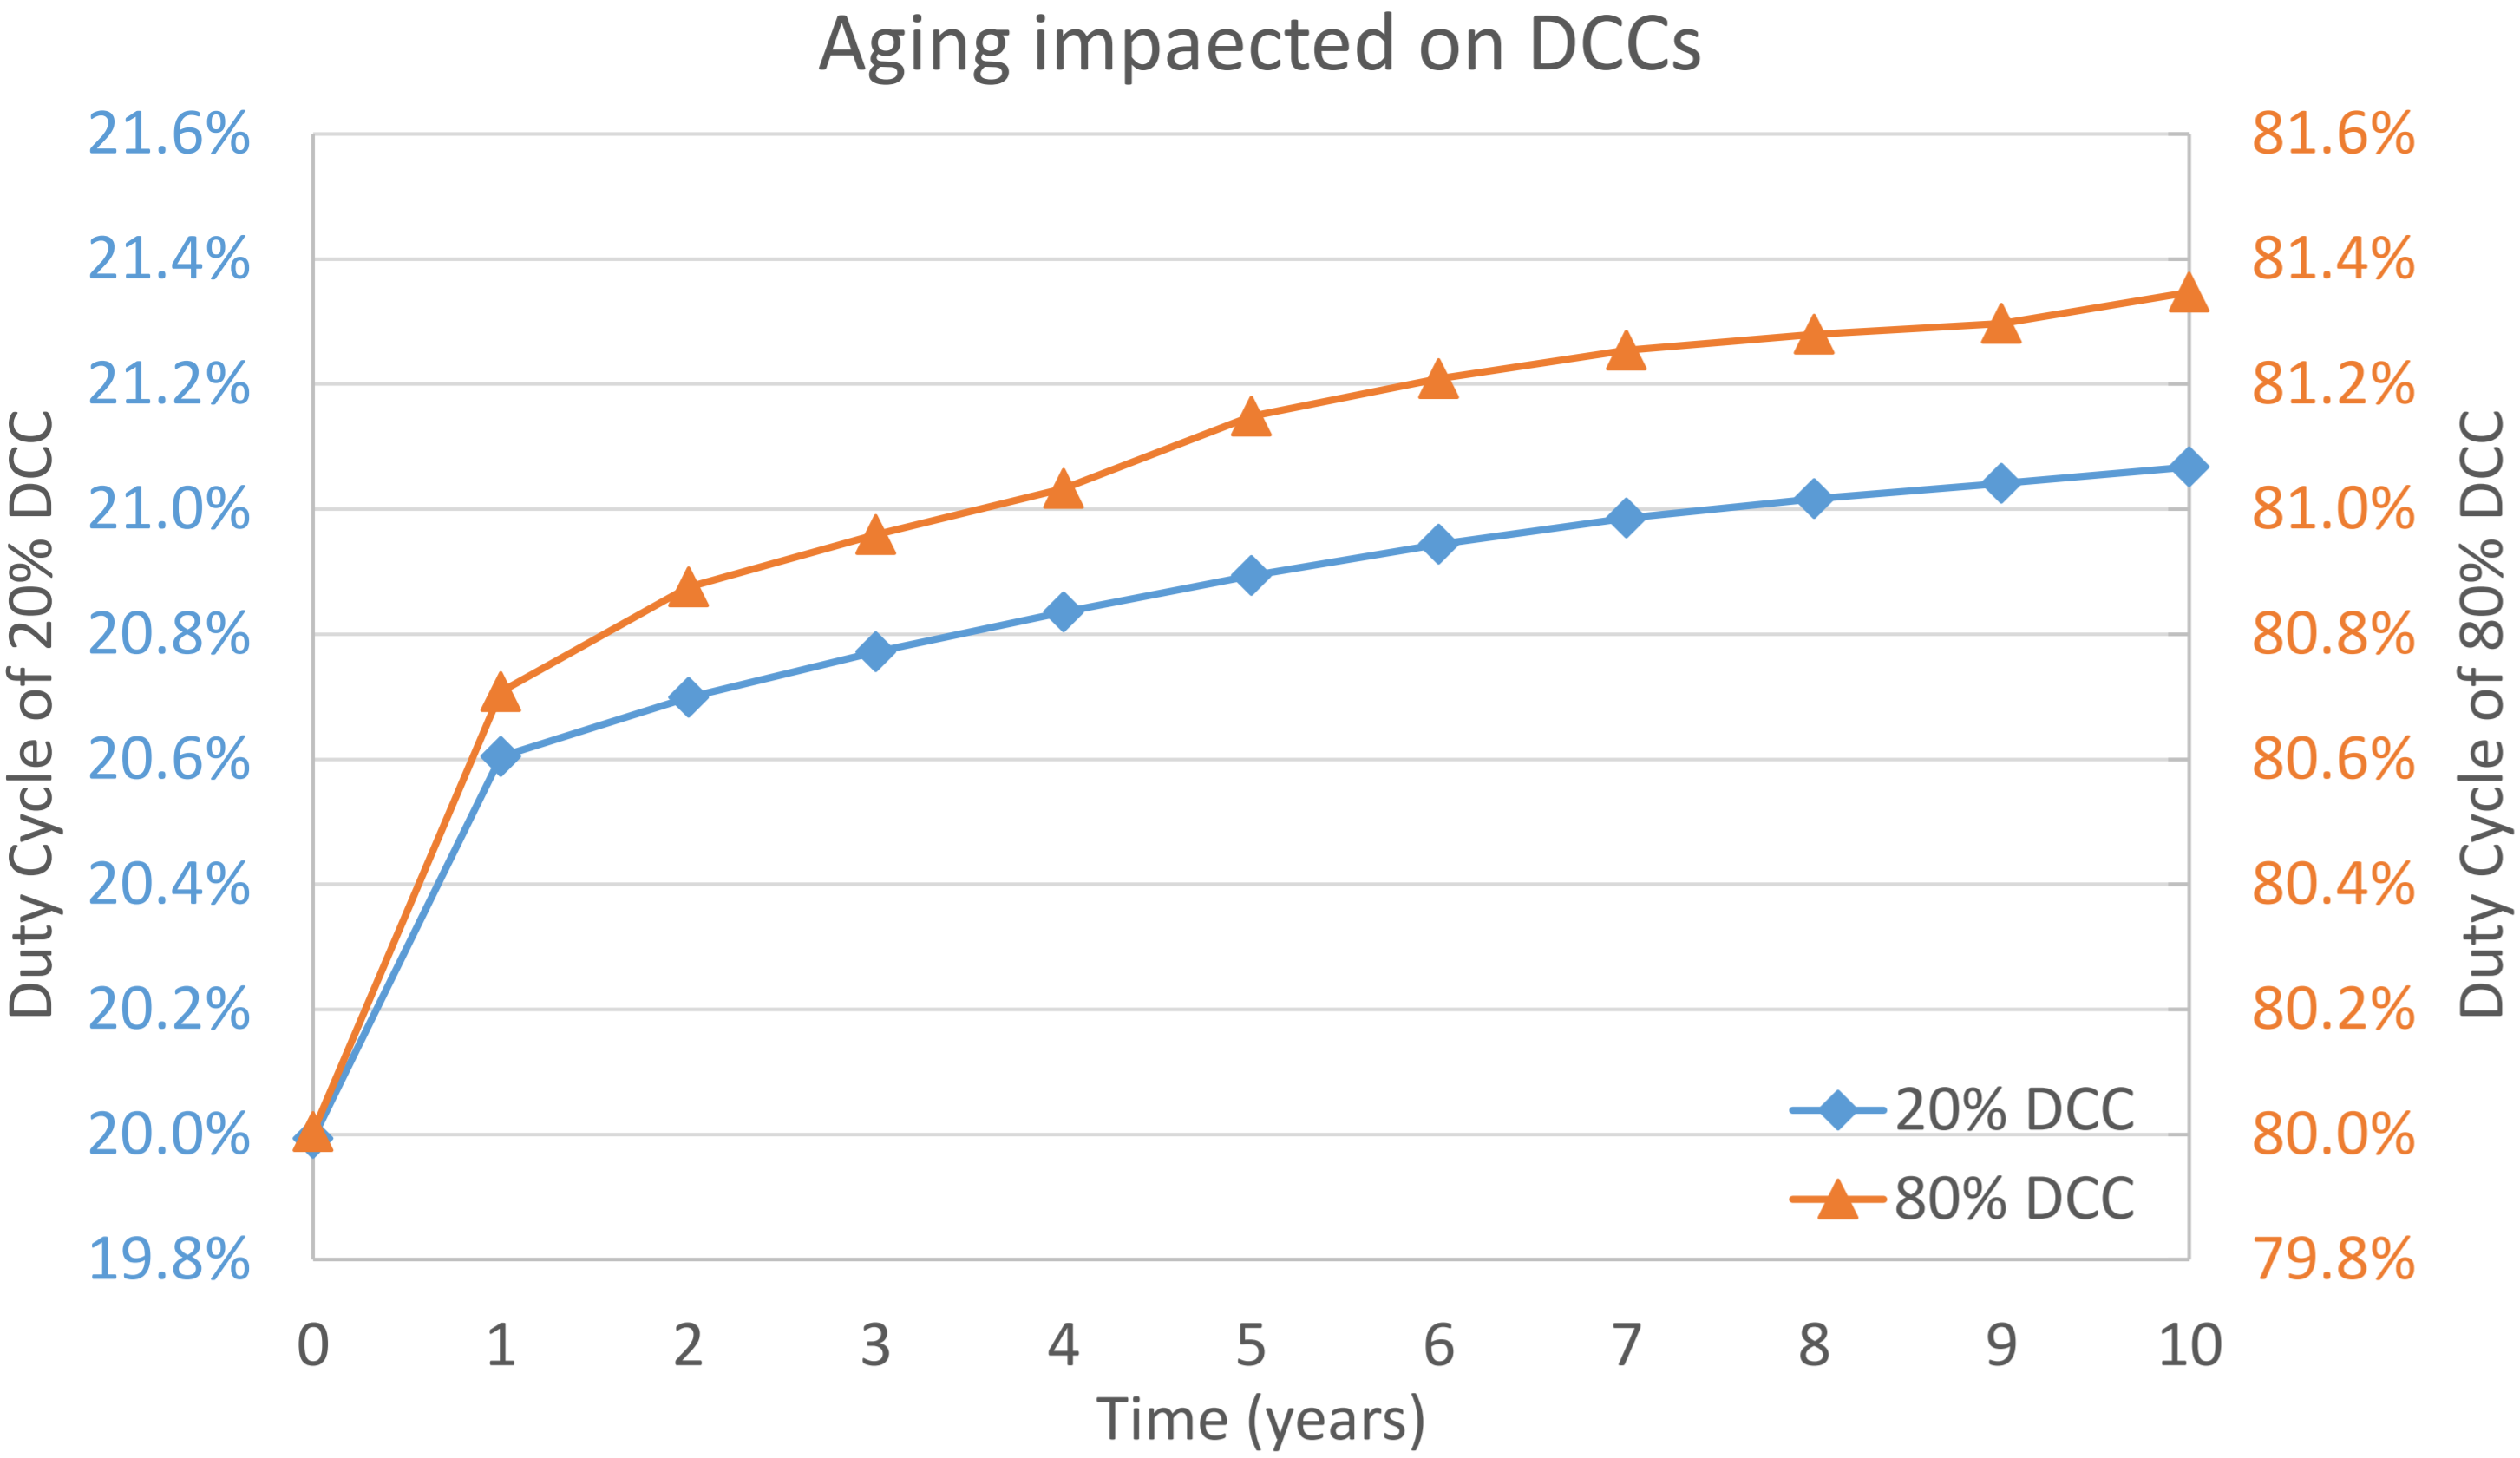 Aging impaected on DCCs
21.6%
21.4%
21.2%
21.0%
20.8%
20.6%
20.4%
20.2%
20.0%
19.8%
Duty Cycle of 20% DCC
81.6%
81.4%
81.2%
81.0%
80.8%
80.6%
80.4%
80.2%
80.0%
79.8%
Duty Cycle of 80% DCC
20% DCC
80% DCC
0 1 2 3 4 5 6 7 8 9 10
Time (years)